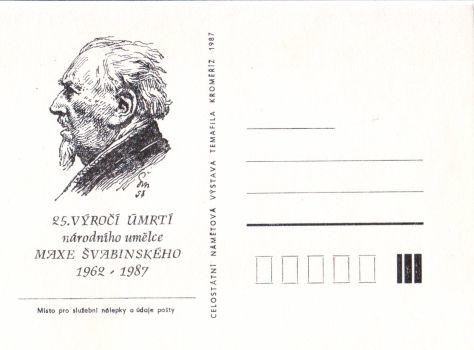 25. VÝROČÍ ÚMRTÍ
národního umělce
MAXE ŠVABINSKÉHO
1962 - 1987
Místo pro služební nálepky a údaje pošty
CELOSTÁTNÍ NÁMĚTOVÁ VÝSTAVA TEMAFILA KROMĚŘÍŽ 1987